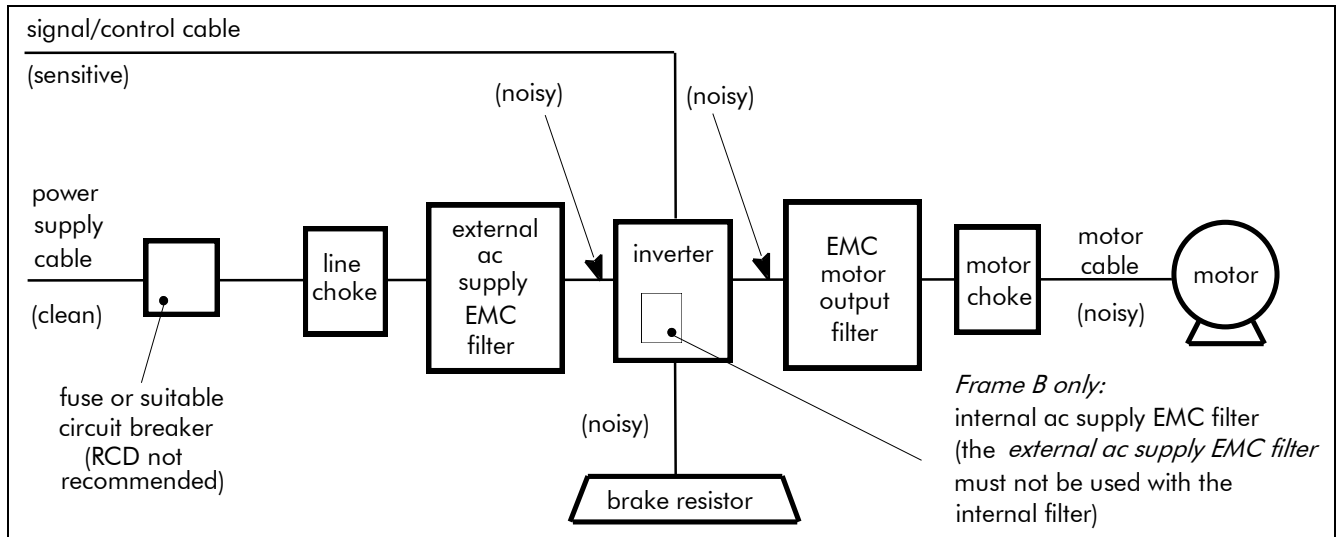 signal/control cable
(sensitive)
(noisy)
(noisy)
power
supply
cable
(clean)
fuse or suitable
circuit breaker
(RCD not
recommended)
line
choke
external
ac
supply
EMC
filter
inverter
EMC
motor
output
filter
motor
choke
motor
cable
(noisy)
motor
(noisy)
brake resistor
Frame B only:
internal ac supply EMC filter
(the external ac supply EMC filter
must not be used with the
internal filter)